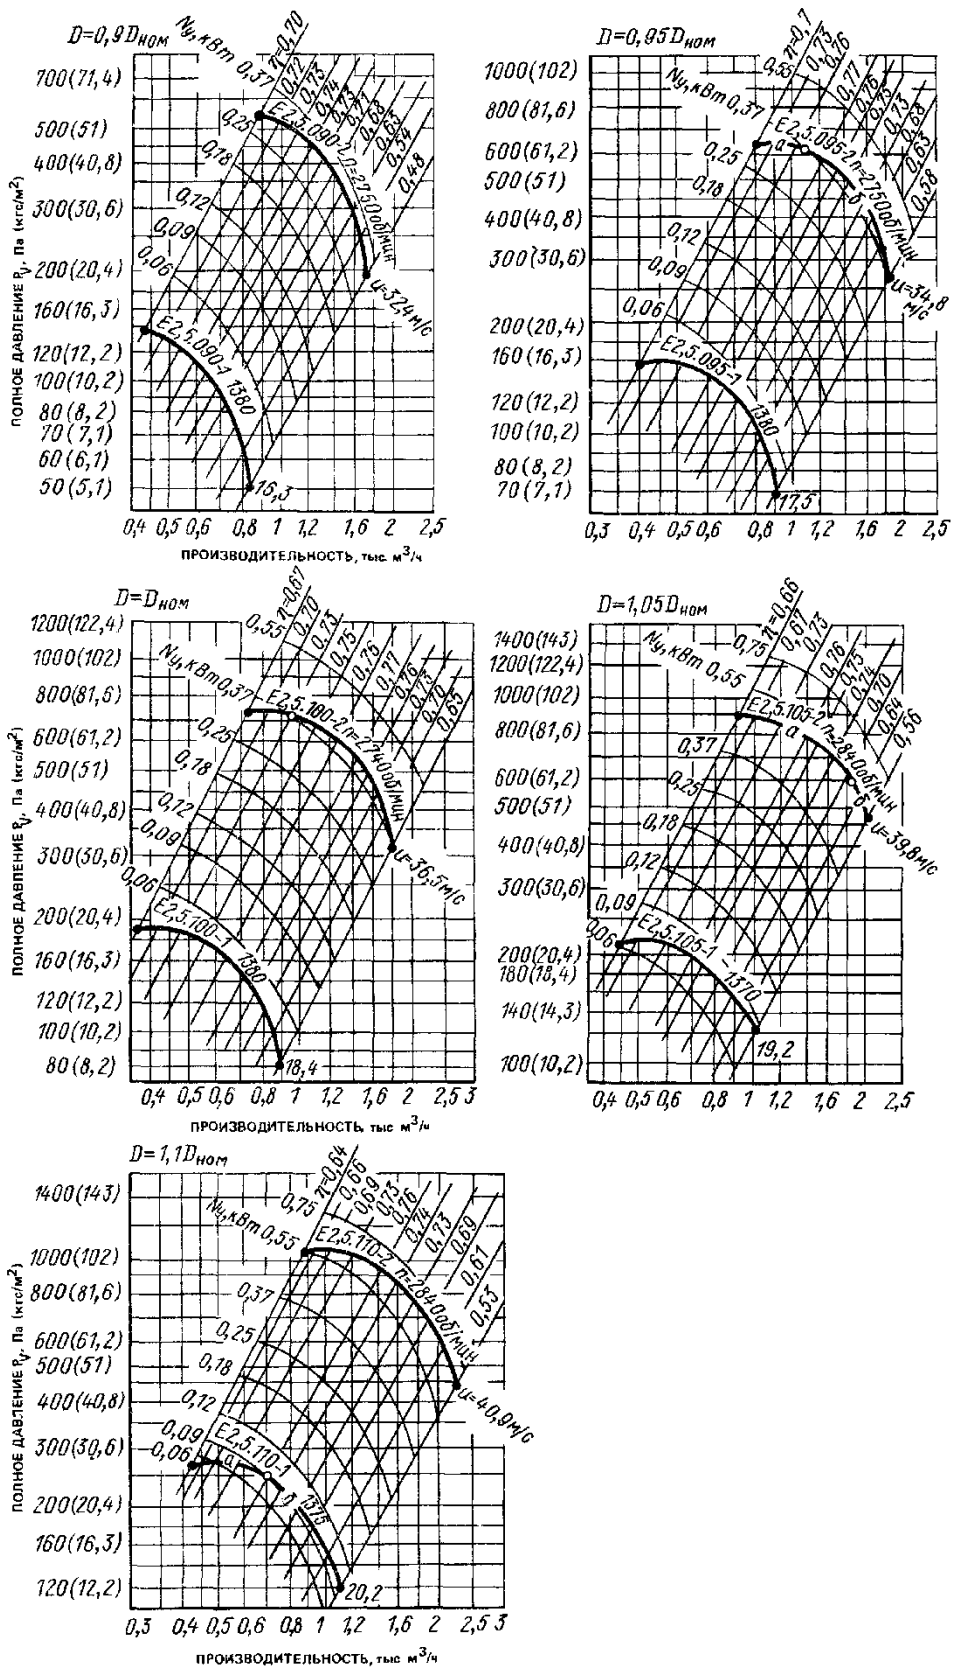 D=0,9Dном
Nу,кВт 0,37
η=0,70
0,72
0,73
0,74
0,73
0,71
0,68
0,63
0,54
0,48
700(71,4)
500(51)
400(40,8)
300(30,6)
200(20,4)
160(16,3)
120(12,2)
100(10,2)
80(8,2)
70(7,1)
60(6,1)
50(5,1)
0,25
0,18
0,12
0,09
0,06
Е2,5.090-2 n=2750об/мин
u=32,4м/с
Е2,5.090-1 1380
16,3
0,4 0,5 0,6 0,8 1 1,2 1,6 2 2,5
ПРОИЗВОДИТЕЛЬНОСТЬ, тыс. м³/ч
ПОЛНОЕ ДАВЛЕНИЕ Pv, Па (кгс/м²)
D=0,95Dном
Nу,кВт 0,37
0,55
η=0,7
0,73
0,76
0,77
0,76
0,75
0,73
0,68
0,63
0,58
1000(102)
800(81,6)
600(61,2)
500(51)
400(40,8)
300(30,6)
200(20,4)
160(16,3)
120(12,2)
100(10,2)
80(8,2)
70(7,1)
0,25
0,18
0,12
0,09
0,06
а
б
Е2,5.095-2 n=2750об/мин
u=34,8 м/с
Е2,5.095-1 1380
17,5
0,3 0,4 0,5 0,6 0,8 1 1,2 1,6 2 2,5
ПРОИЗВОДИТЕЛЬНОСТЬ, тыс. м³/ч
D=Dном
Nу,кВт 0,37
0,55
η=0,67
0,70
0,73
0,75
0,76
0,77
0,76
0,73
0,70
0,65
1200(122,4)
1000(102)
800(81,6)
600(61,2)
500(51)
400(40,8)
300(30,6)
200(20,4)
160(16,3)
120(12,2)
100(10,2)
80(8,2)
0,25
0,18
0,12
0,09
0,06
Е2,5.100-2 n=2740об/мин
u=36,5м/с
Е2,5.100-1 1380
18,4
0,4 0,5 0,6 0,8 1 1,2 1,6 2 2,5 3
ПРОИЗВОДИТЕЛЬНОСТЬ, тыс м³/ч
ПОЛНОЕ ДАВЛЕНИЕ Pv, Па (кгс/м²)
D=1,05Dном
Nу,кВт 0,55
0,75
η=0,66
0,67
0,73
0,76
0,75
0,74
0,70
0,64
0,56
1400(143)
1200(122,4)
1000(102)
800(81,6)
600(61,2)
500(51)
400(40,8)
300(30,6)
200(20,4)
180(18,4)
140(14,3)
100(10,2)
0,37
0,25
0,18
0,12
0,09
0,06
а
б
Е2,5.105-2 n=2840об/мин
u=39,8м/с
Е2,5.105-1 1370
19,2
0,4 0,5 0,6 0,8 1 1,2 1,6 2 2,5
ПРОИЗВОДИТЕЛЬНОСТЬ, тыс м³/ч
D=1,1Dном
Nу,кВт 0,55
0,75
η=0,64
0,66
0,69
0,73
0,76
0,74
0,73
0,69
0,61
0,53
1400(143)
1000(102)
800(81,6)
600(61,2)
500(51)
400(40,8)
300(30,6)
200(20,4)
160(16,3)
120(12,2)
0,37
0,25
0,18
0,12
0,09
0,06
а
б
Е2,5.110-2 n=2840об/мин
u=40,9м/с
Е2,5.110-1 1375
20,2
0,3 0,4 0,5 0,6 0,8 1 1,2 1,6 2 2,5 3
ПРОИЗВОДИТЕЛЬНОСТЬ, тыс м³/ч
ПОЛНОЕ ДАВЛЕНИЕ Pv, Па (кгс/м²)